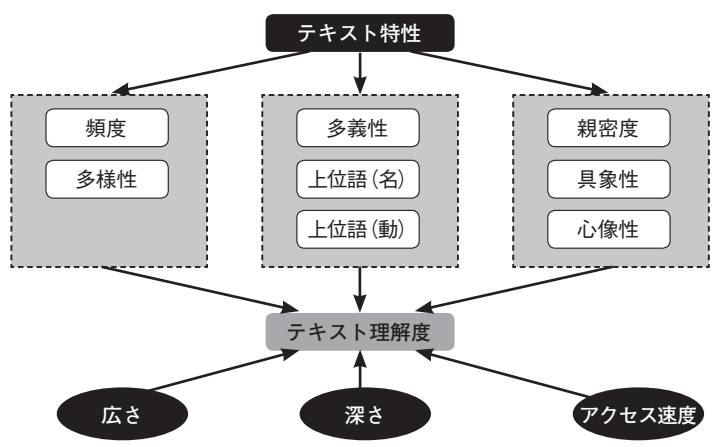 テキスト特性
頻度
多様性
多義性
上位語(名)
上位語(動)
親密度
具象性
心像性
テキスト理解度
広さ
深さ
アクセス速度